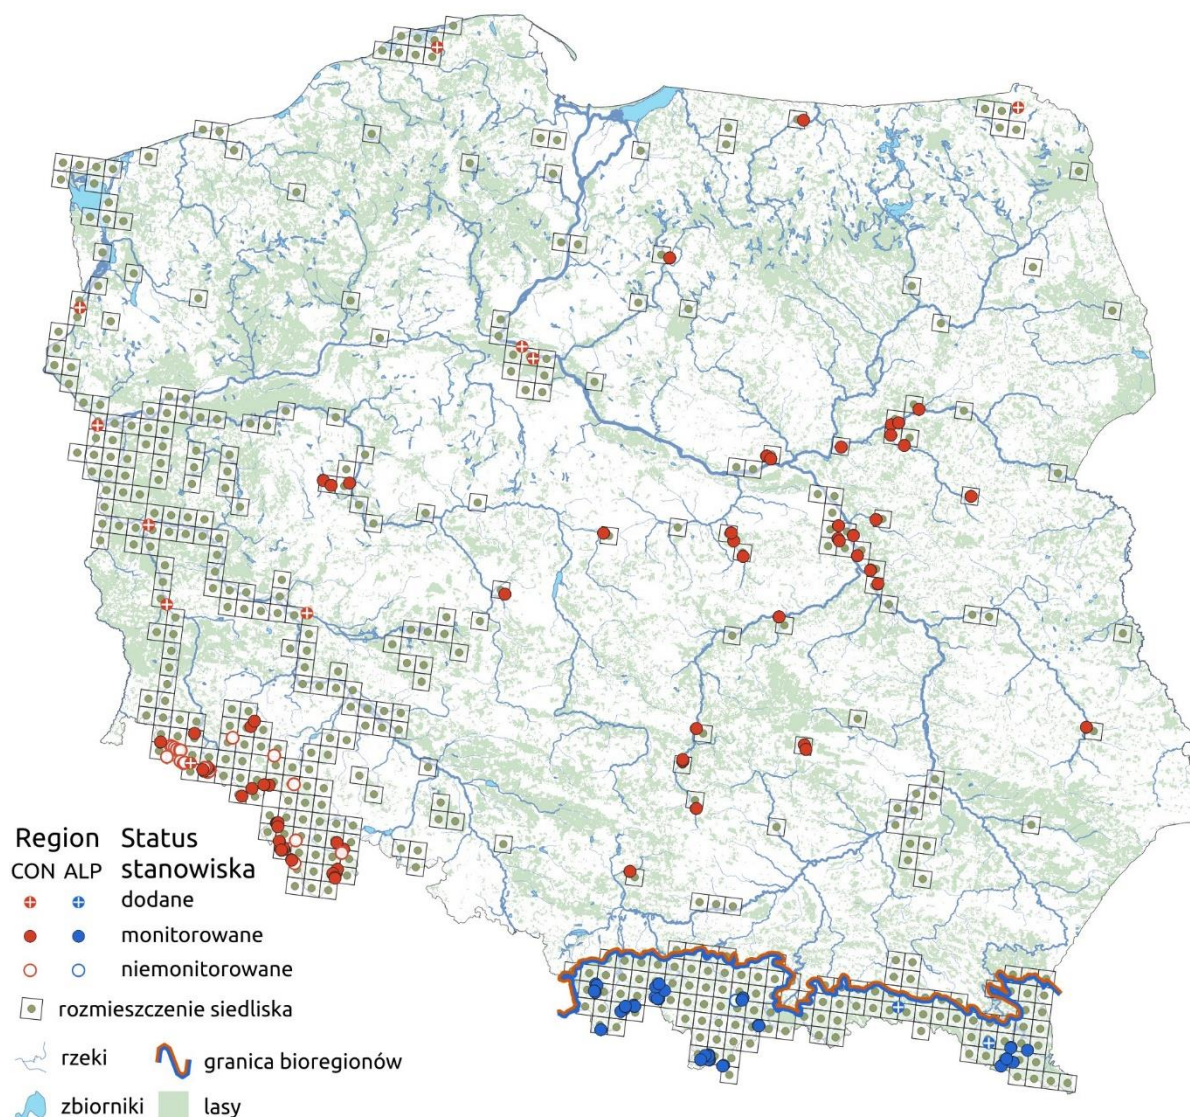 Region Status
CON ALP stanowiska
dodane
monitorowane
niemonitorowane
rozmieszczenie siedliska
rzeki granica bioregionów
zbiorniki lasy